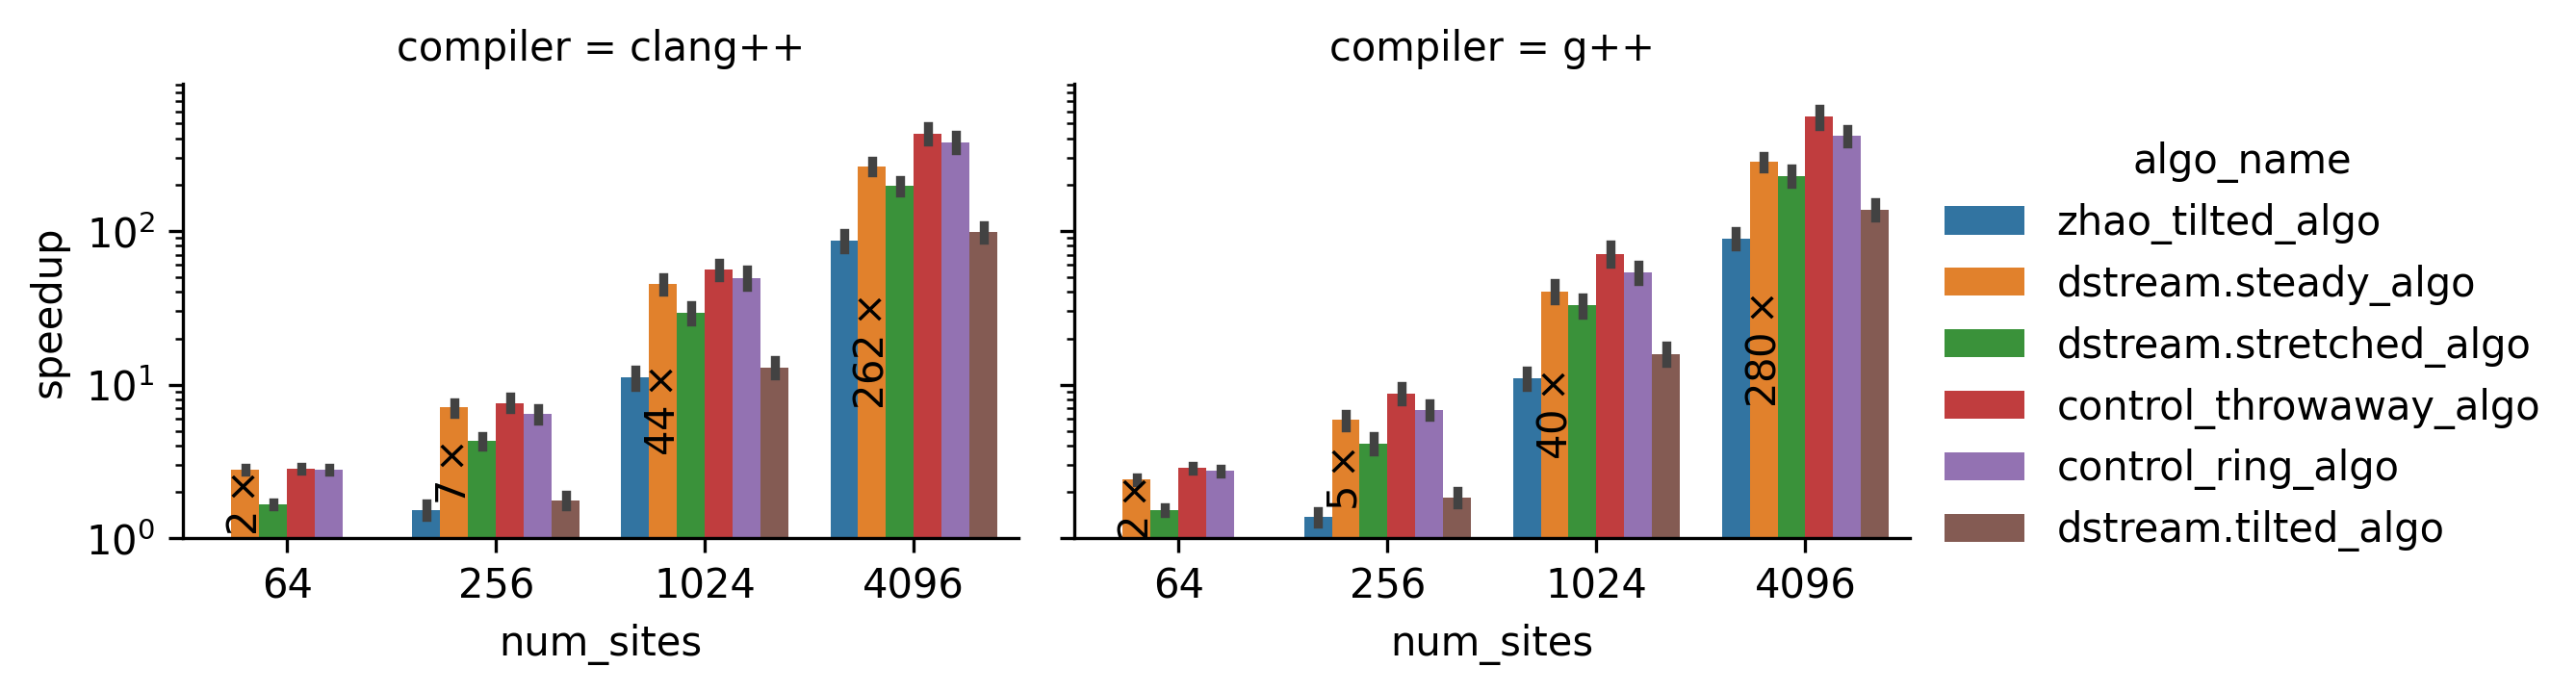 compiler = clang++
compiler = g++
speedup
10²
10¹
10⁰
2 ×
7 ×
44 ×
262 ×
2 ×
5 ×
40 ×
280 ×
64
256
1024
4096
64
256
1024
4096
num_sites
num_sites
algo_name
zhao_tilted_algo
dstream.steady_algo
dstream.stretched_algo
control_throwaway_algo
control_ring_algo
dstream.tilted_algo